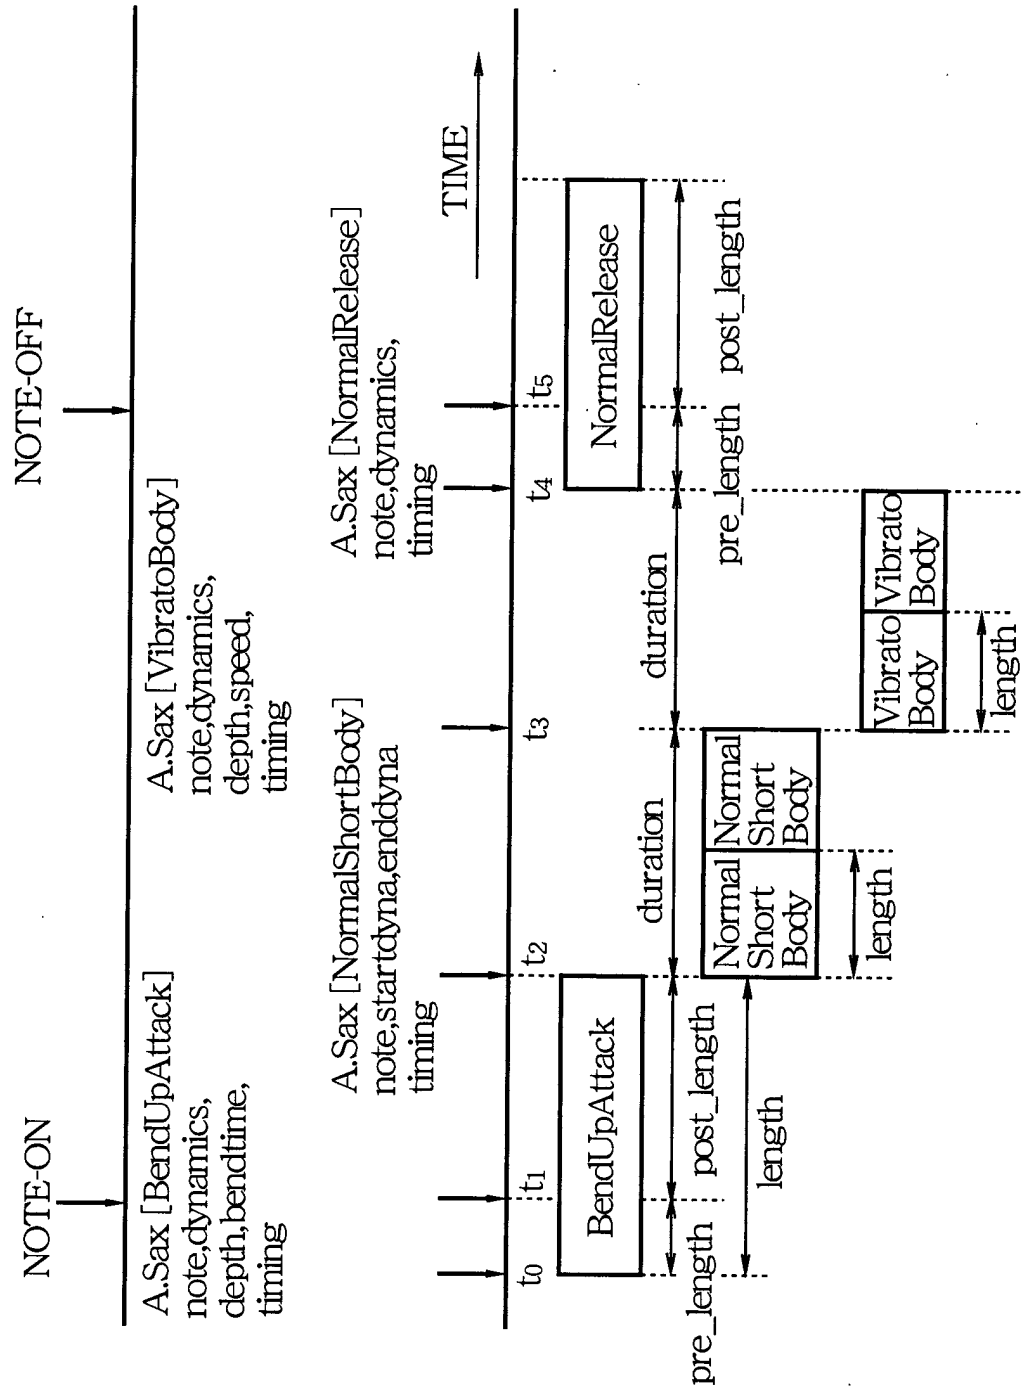 NOTE-ON
NOTE-OFF
A.Sax [BendUpAttack]
note,dynamics,
depth,bendtime,
timing
A.Sax [VibratoBody]
note,dynamics,
depth,speed,
timing
A.Sax [NormalShortBody]
note,startdyna,enddyna
timing
A.Sax [NormalRelease]
note,dynamics,
timing
TIME
t0
t1
t2
t3
t4
t5
BendUpAttack
NormalRelease
pre_length
post_length
duration
duration
pre_length
post_length
length
Normal
Short
Body
Normal
Short
Body
length
Vibrato
Body
Vibrato
Body
length